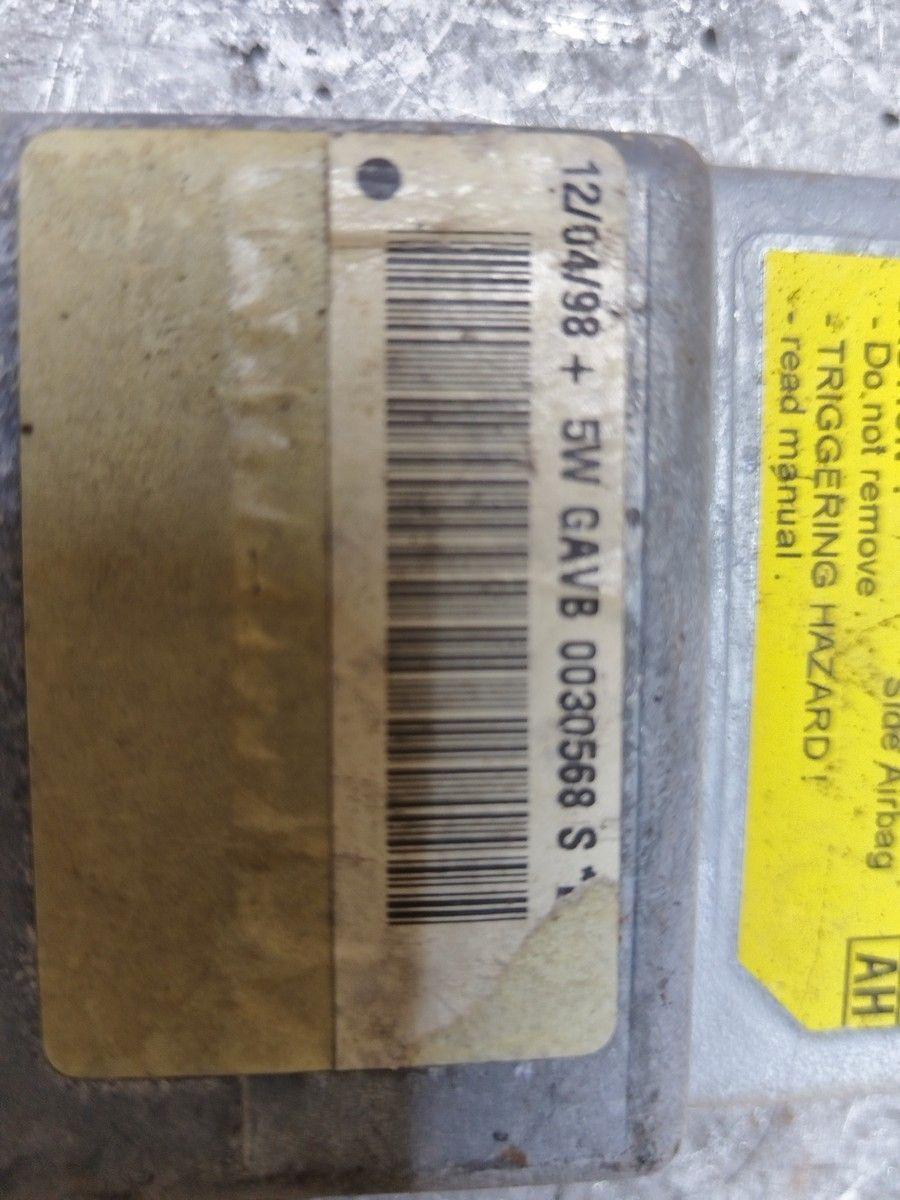 12/04/98 + 5W GAVB 0030568 S
Side Airbag
- Do not remove
- TRIGGERING HAZARD !
- read manual .
AH